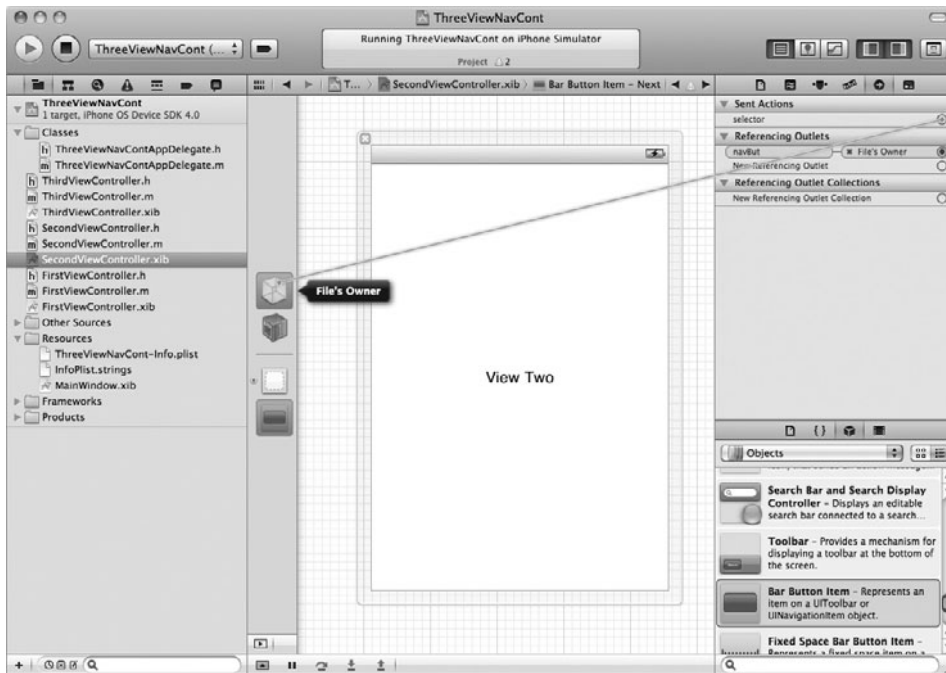 ThreeViewNavCont
ThreeViewNavCont (...
Running ThreeViewNavCont on iPhone Simulator
Project 2
T...
SecondViewController.xib
Bar Button Item – Next
ThreeViewNavCont
1 target, iPhone OS Device SDK 4.0
Classes
h ThreeViewNavContAppDelegate.h
m ThreeViewNavContAppDelegate.m
h ThirdViewController.h
m ThirdViewController.m
ThirdViewController.xib
h SecondViewController.h
m SecondViewController.m
SecondViewController.xib
h FirstViewController.h
m FirstViewController.m
FirstViewController.xib
Other Sources
Resources
ThreeViewNavCont-Info.plist
InfoPlist.strings
MainWindow.xib
Frameworks
Products
File's Owner
View Two
Sent Actions
selector
Referencing Outlets
navBut File's Owner
New Referencing Outlet
Referencing Outlet Collections
New Referencing Outlet Collection
Objects
Search Bar and Search Display
Controller – Displays an editable
search bar connected to a search...
Toolbar – Provides a mechanism for
displaying a toolbar at the bottom of
the screen.
Bar Button Item – Represents an
item on a UIToolbar or
UINavigationItem object.
Fixed Space Bar Button Item –
Represents a fixed space item on a